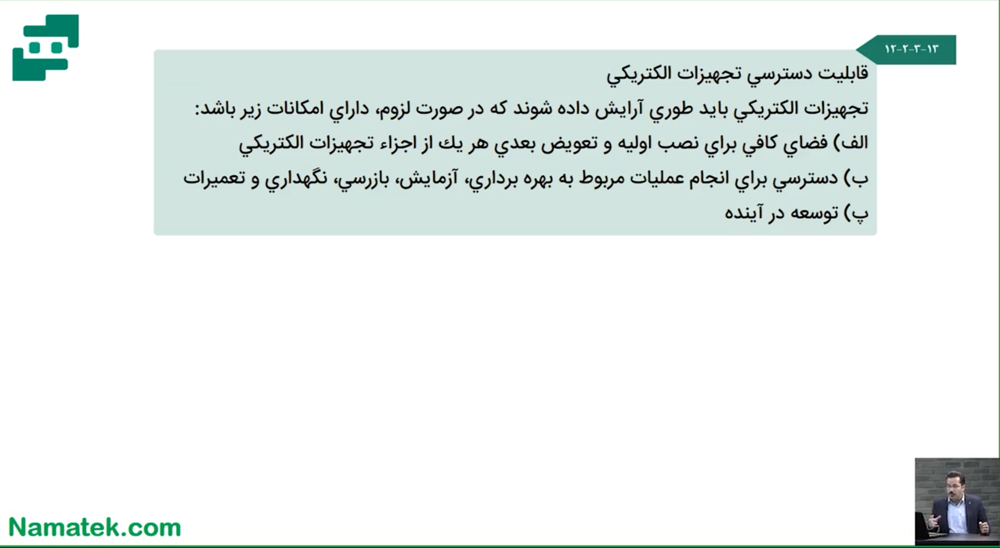 ۱۳-۳-۲-۱۲
قابليت دسترسي تجهيزات الكتريكي
تجهيزات الكتريكي بايد طوري آرايش داده شوند كه در صورت لزوم، داراي امكانات زير باشد:
الف) فضاي كافي براي نصب اوليه و تعويض بعدي هر يك از اجزاء تجهيزات الكتريكي
ب) دسترسي براي انجام عمليات مربوط به بهره برداري، آزمايش، بازرسي، نگهداري و تعميرات
پ) توسعه در آينده
Namatek.com